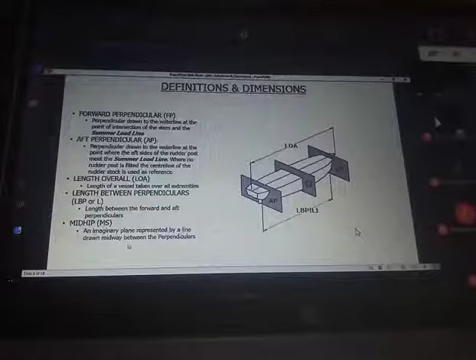 DEFINITIONS & DIMENSIONS
• FORWARD PERPENDICULAR (FP)
• Perpendicular drawn to the waterline at the
point of intersection of the stem and the
Summer Load Line
• AFT PERPENDICULAR (AP)
• Perpendicular drawn to the waterline at the
point where the aft sides of the rudder post
meet the Summer Load Line. Where no
rudder post is fitted the centreline of the
rudder stock is used as reference.
• LENGTH OVERALL (LOA)
• Length of a vessel taken over all extremities
• LENGTH BETWEEN PERPENDICULARS
(LBP or L)
• Length between the forward and aft
perpendiculars
• MIDHIP (MS)
• An imaginary plane represented by a line
drawn midway between the Perpendiculars
LOA
AP
LBP(L)